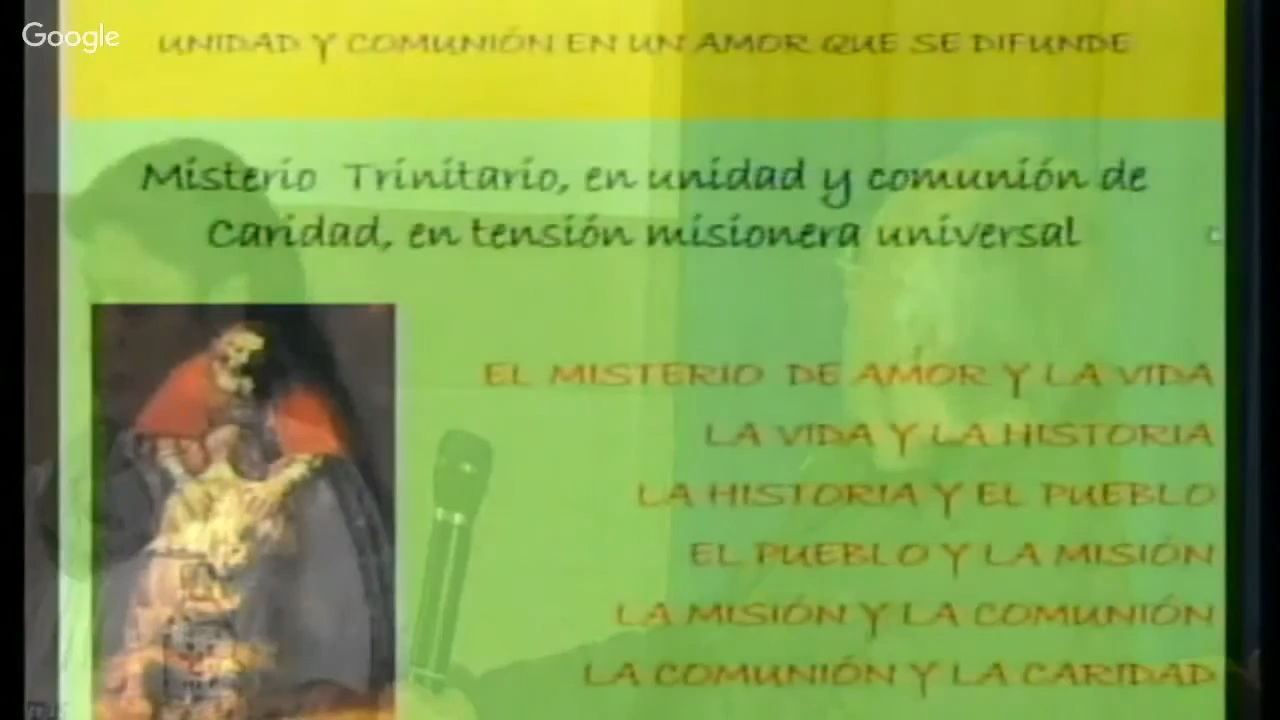 Google
UNIDAD Y COMUNIÓN EN UN AMOR QUE SE DIFUNDE
Misterio Trinitario, en unidad y comunión de
Caridad, en tensión misionera universal
EL MISTERIO DE AMOR Y LA VIDA
LA VIDA Y LA HISTORIA
LA HISTORIA Y EL PUEBLO
EL PUEBLO Y LA MISIÓN
LA MISIÓN Y LA COMUNIÓN
LA COMUNIÓN Y LA CARIDAD